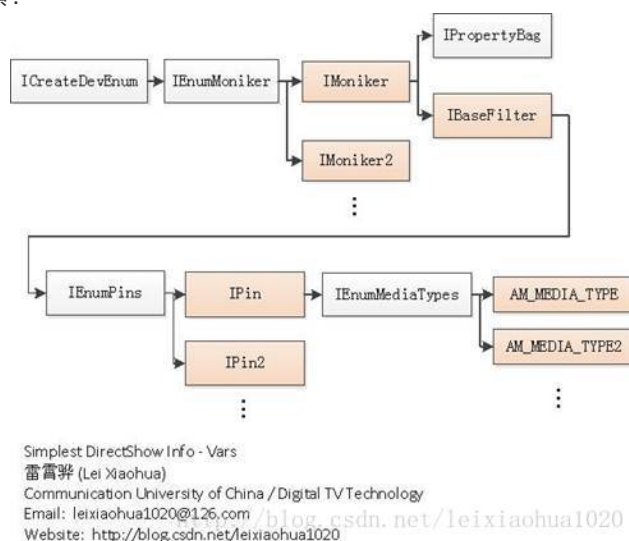 ICreateDevEnum
IEnumMoniker
IMoniker
IPropertyBag
IBaseFilter
IMoniker2
IEnumPins
IPin
IEnumMediaTypes
AM_MEDIA_TYPE
IPin2
AM_MEDIA_TYPE2
Simplest DirectShow Info - Vars
雷霄骅 (Lei Xiaohua)
Communication University of China / Digital TV Technology
Email: leixiaohua1020@126.com
Website: http://blog.csdn.net/leixiaohua1020
http://blog.csdn.net/leixiaohua1020